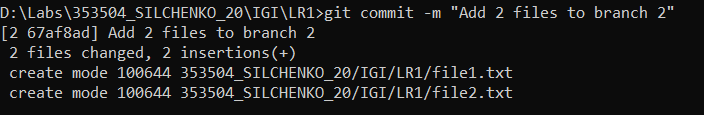 D:\Labs\353504_SILCHENKO_20\IGI\LR1>git commit -m "Add 2 files to branch 2"
[2 67af8ad] Add 2 files to branch 2
 2 files changed, 2 insertions(+)
 create mode 100644 353504_SILCHENKO_20/IGI/LR1/file1.txt
 create mode 100644 353504_SILCHENKO_20/IGI/LR1/file2.txt